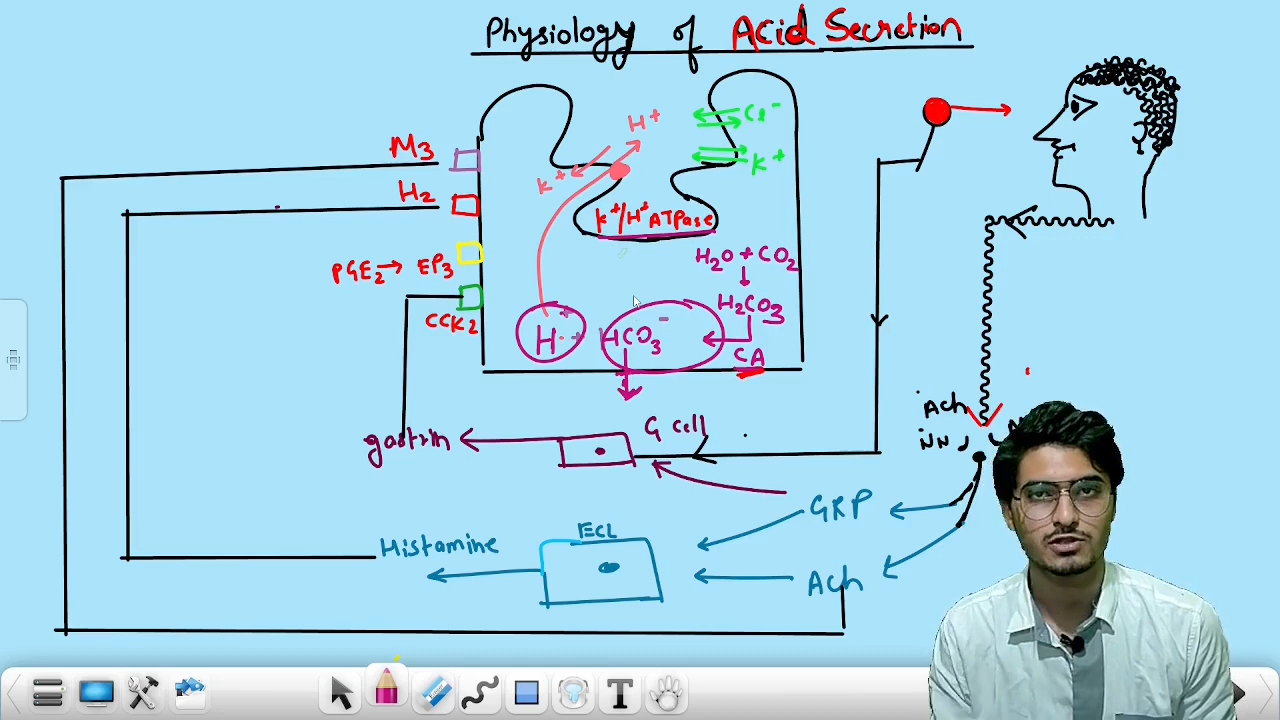 Physiology of Acid Secretion
M3
H2
PGE2→ EP3
CCK2
H+
K+
Cl-
K+
K+/H+ ATPase
H2O + CO2
H2CO3
CA
H+
HCO3-
gastrin
G Cell
Ach
GRP
ECL
Histamine
Ach